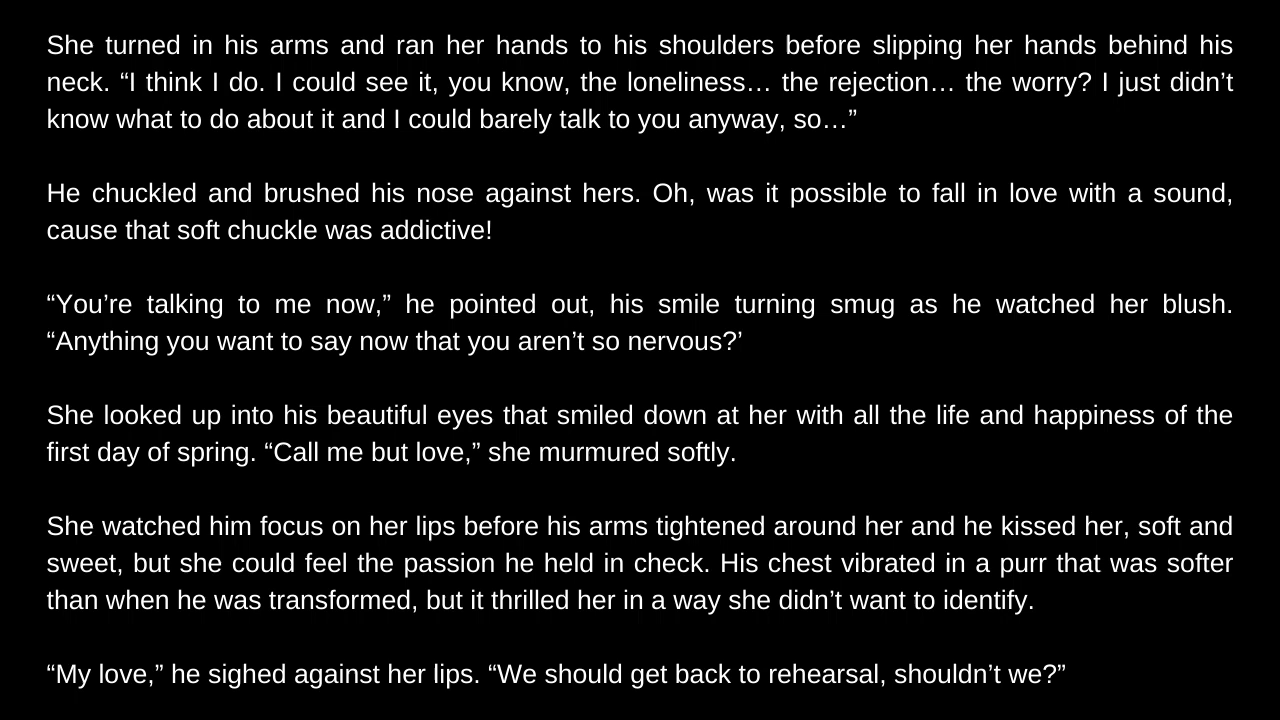 She turned in his arms and ran her hands to his shoulders before slipping her hands behind his
neck. “I think I do. I could see it, you know, the loneliness… the rejection… the worry? I just didn’t
know what to do about it and I could barely talk to you anyway, so…”
He chuckled and brushed his nose against hers. Oh, was it possible to fall in love with a sound,
cause that soft chuckle was addictive!
“You’re talking to me now,” he pointed out, his smile turning smug as he watched her blush.
“Anything you want to say now that you aren’t so nervous?’
She looked up into his beautiful eyes that smiled down at her with all the life and happiness of the
first day of spring. “Call me but love,” she murmured softly.
She watched him focus on her lips before his arms tightened around her and he kissed her, soft and
sweet, but she could feel the passion he held in check. His chest vibrated in a purr that was softer
than when he was transformed, but it thrilled her in a way she didn’t want to identify.
“My love,” he sighed against her lips. “We should get back to rehearsal, shouldn’t we?”